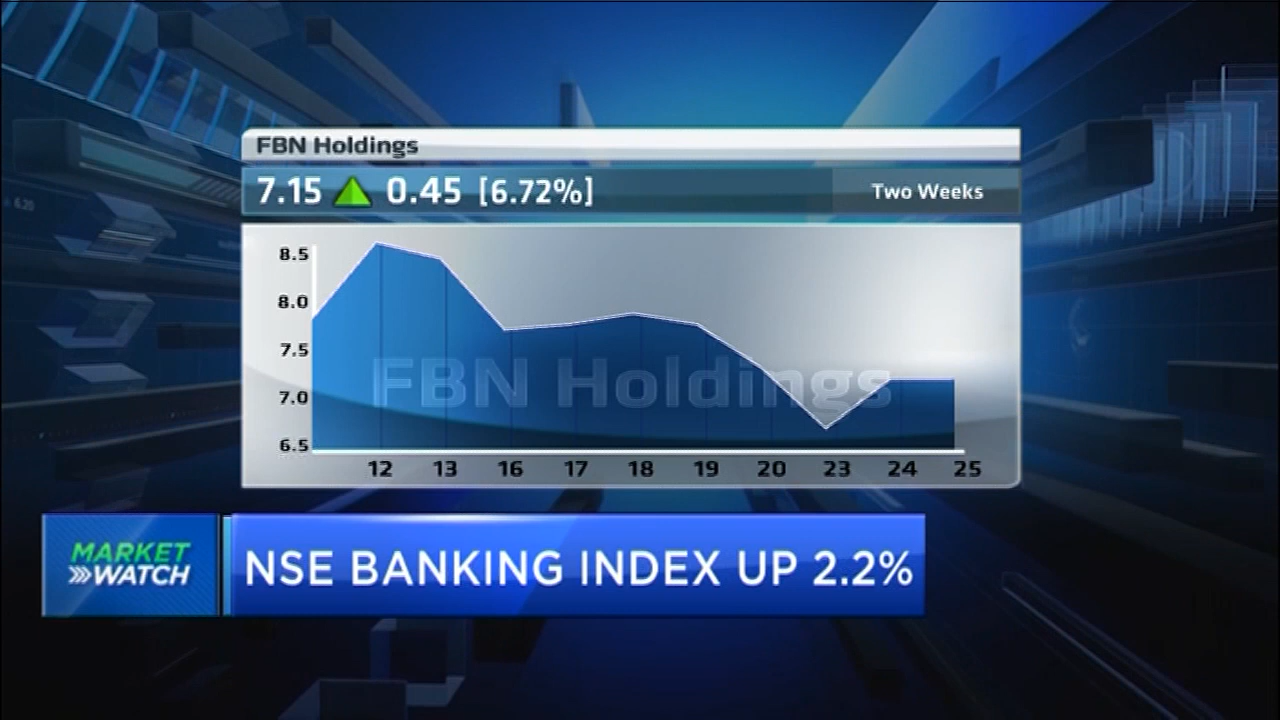 FBN Holdings
7.15 ▲ 0.45 [6.72%]
Two Weeks
8.5
8.0
7.5
7.0
6.5
FBN Holdings
12 13 16 17 18 19 20 23 24 25
MARKET
WATCH
NSE BANKING INDEX UP 2.2%
6.20